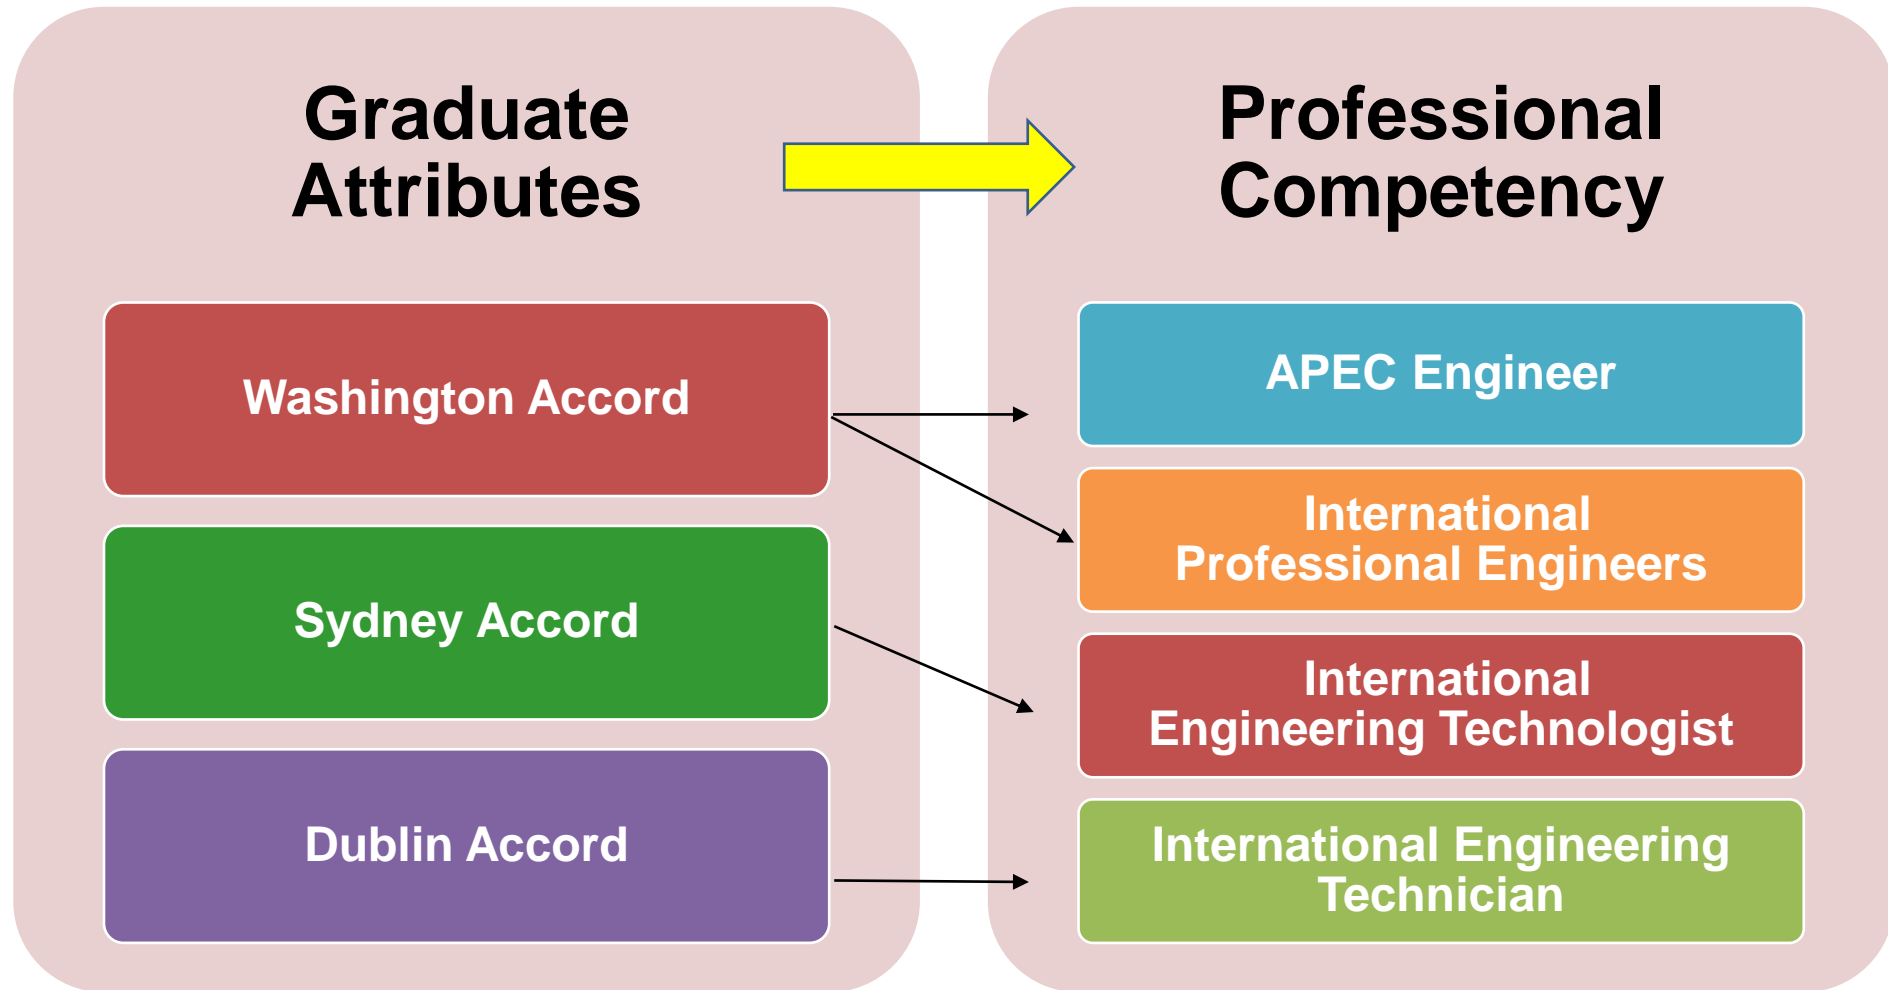 Graduate
Attributes
Washington Accord
Sydney Accord
Dublin Accord
Professional
Competency
APEC Engineer
International
Professional Engineers
International
Engineering Technologist
International Engineering
Technician